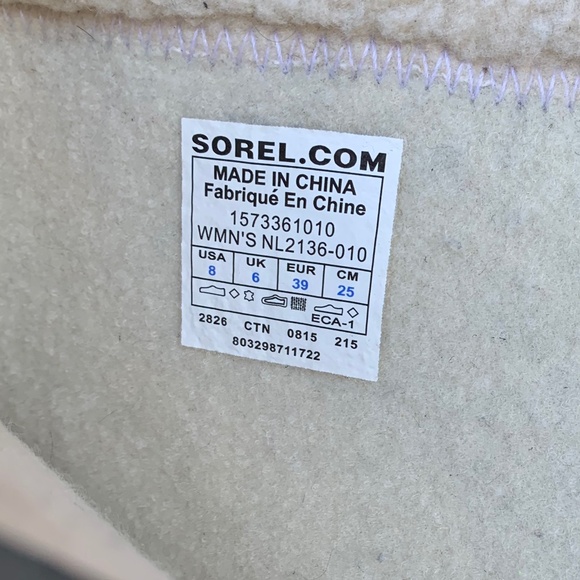 SOREL.COM
MADE IN CHINA
Fabriqué En Chine
1573361010
WMN'S NL2136-010
USA UK EUR CM
8 6 39 25
ECA-1
2826 CTN 0815 215
803298711722